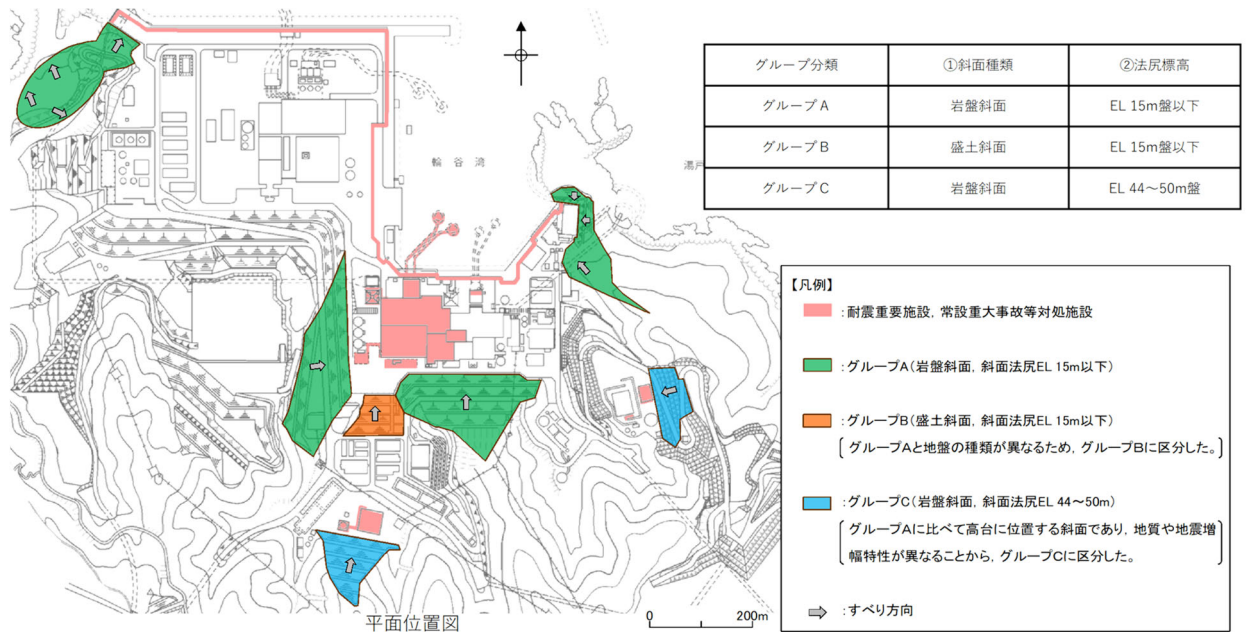 グループ分類 ①斜面種類 ②法尻標高
グループA 岩盤斜面 EL 15m盤以下
グループB 盛土斜面 EL 15m盤以下
グループC 岩盤斜面 EL 44～50m盤
輪谷湾
【凡例】
：耐震重要施設，常設重大事故等対処施設
：グループA（岩盤斜面，斜面法尻EL 15m以下）
：グループB（盛土斜面，斜面法尻EL 15m以下）
グループAと地盤の種類が異なるため，グループBに区分した。
：グループC（岩盤斜面，斜面法尻EL 44～50m）
グループAに比べて高台に位置する斜面であり，地質や地震増
幅特性が異なることから，グループCに区分した。
：すべり方向
0 200m
平面位置図